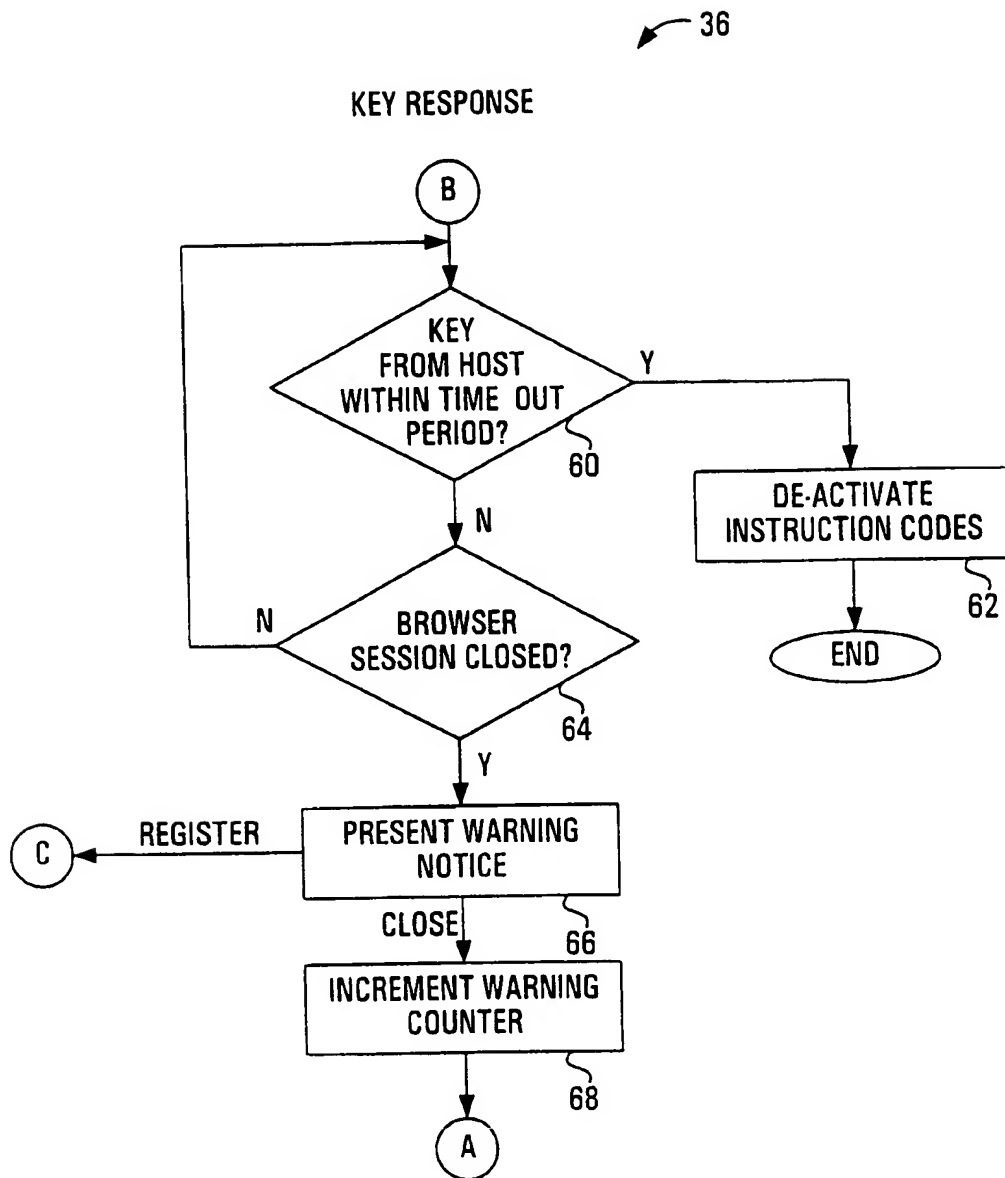 36
KEY RESPONSE
B
KEY
FROM HOST
WITHIN TIME OUT
PERIOD?
Y
60
DE-ACTIVATE
INSTRUCTION CODES
62
N
END
N
BROWSER
SESSION CLOSED?
64
Y
C
REGISTER
PRESENT WARNING
NOTICE
66
CLOSE
INCREMENT WARNING
COUNTER
68
A